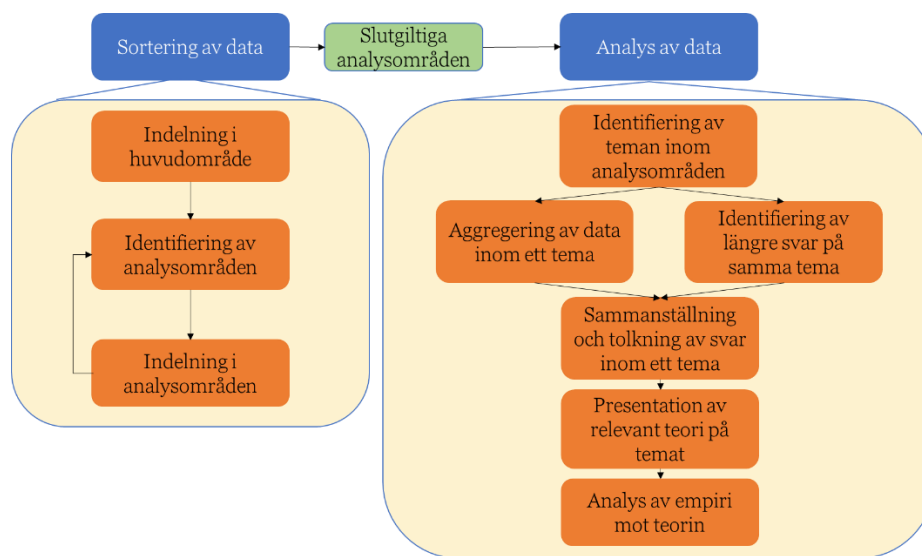 Sortering av data
Slutgiltiga
analysområden
Analys av data
Indelning i
huvudområde
Identifiering av
analysområden
Indelning i
analysområden
Identifiering av
teman inom
analysområden
Aggregering av data
inom ett tema
Identifiering av
längre svar på
samma tema
Sammanställning
och tolkning av svar
inom ett tema
Presentation av
relevant teori på
temat
Analys av empiri
mot teorin